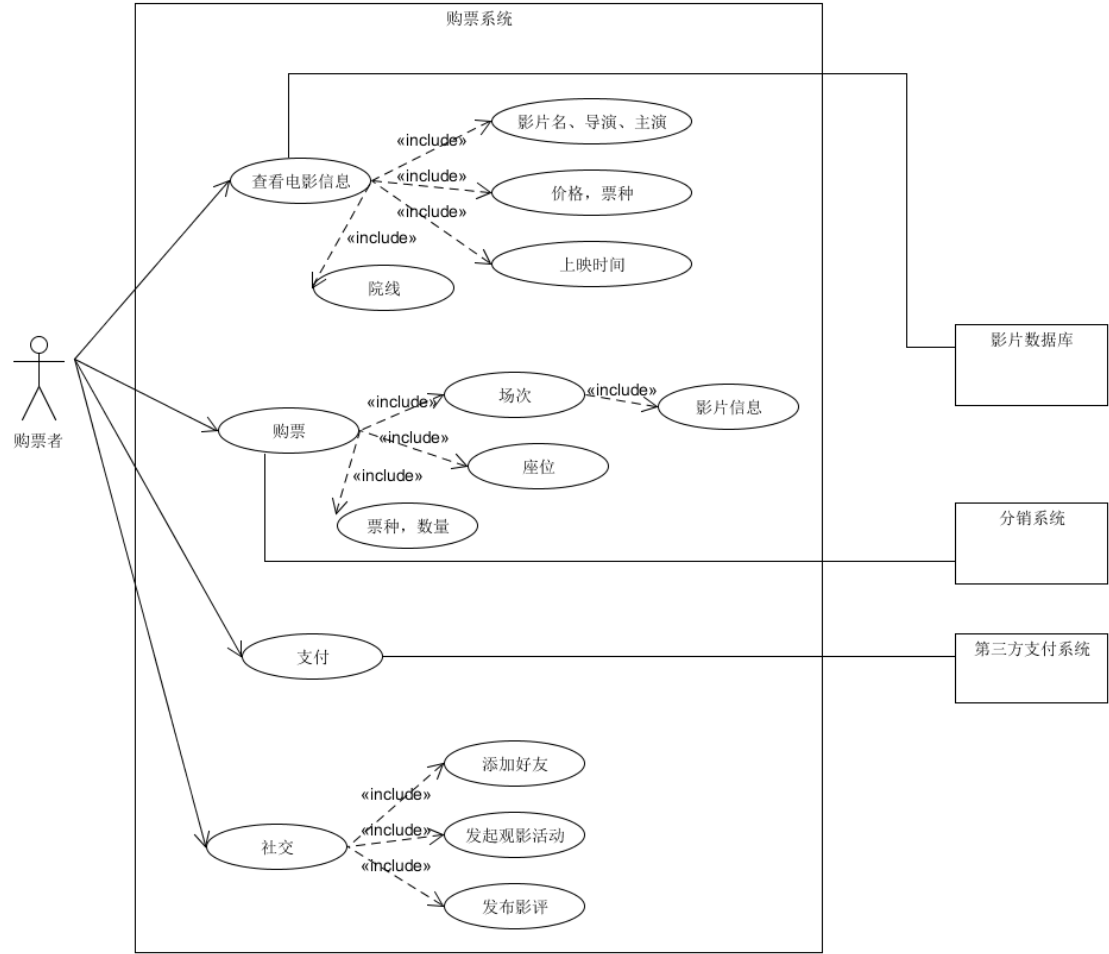 购票系统
影片名、导演、主演
«include»
查看电影信息
«include»
价格，票种
«include»
«include»
上映时间
院线
影片数据库
购票者
购票
«include»
场次
«include»
影片信息
«include»
座位
«include»
票种，数量
分销系统
支付
第三方支付系统
添加好友
«include»
社交
«include»
发起观影活动
«include»
发布影评